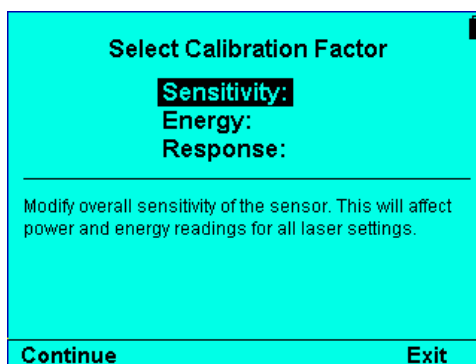 Select Calibration Factor
Sensitivity:
Energy:
Response:
Modify overall sensitivity of the sensor. This will affect
power and energy readings for all laser settings.
Continue Exit